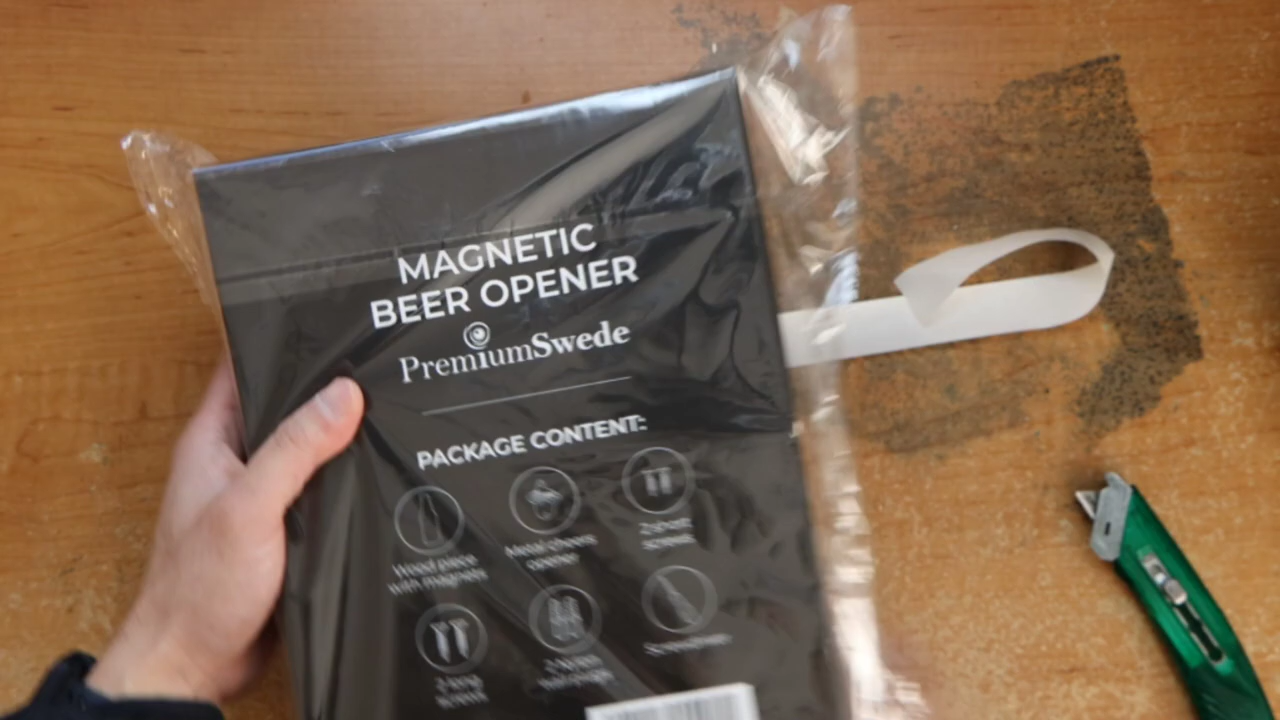 MAGNETIC
BEER OPENER
PremiumSwede
PACKAGE CONTENT:
Wood piece
with magnets
Metal cheers
opener
2 short
screws
2 long
screws
Screwdriver